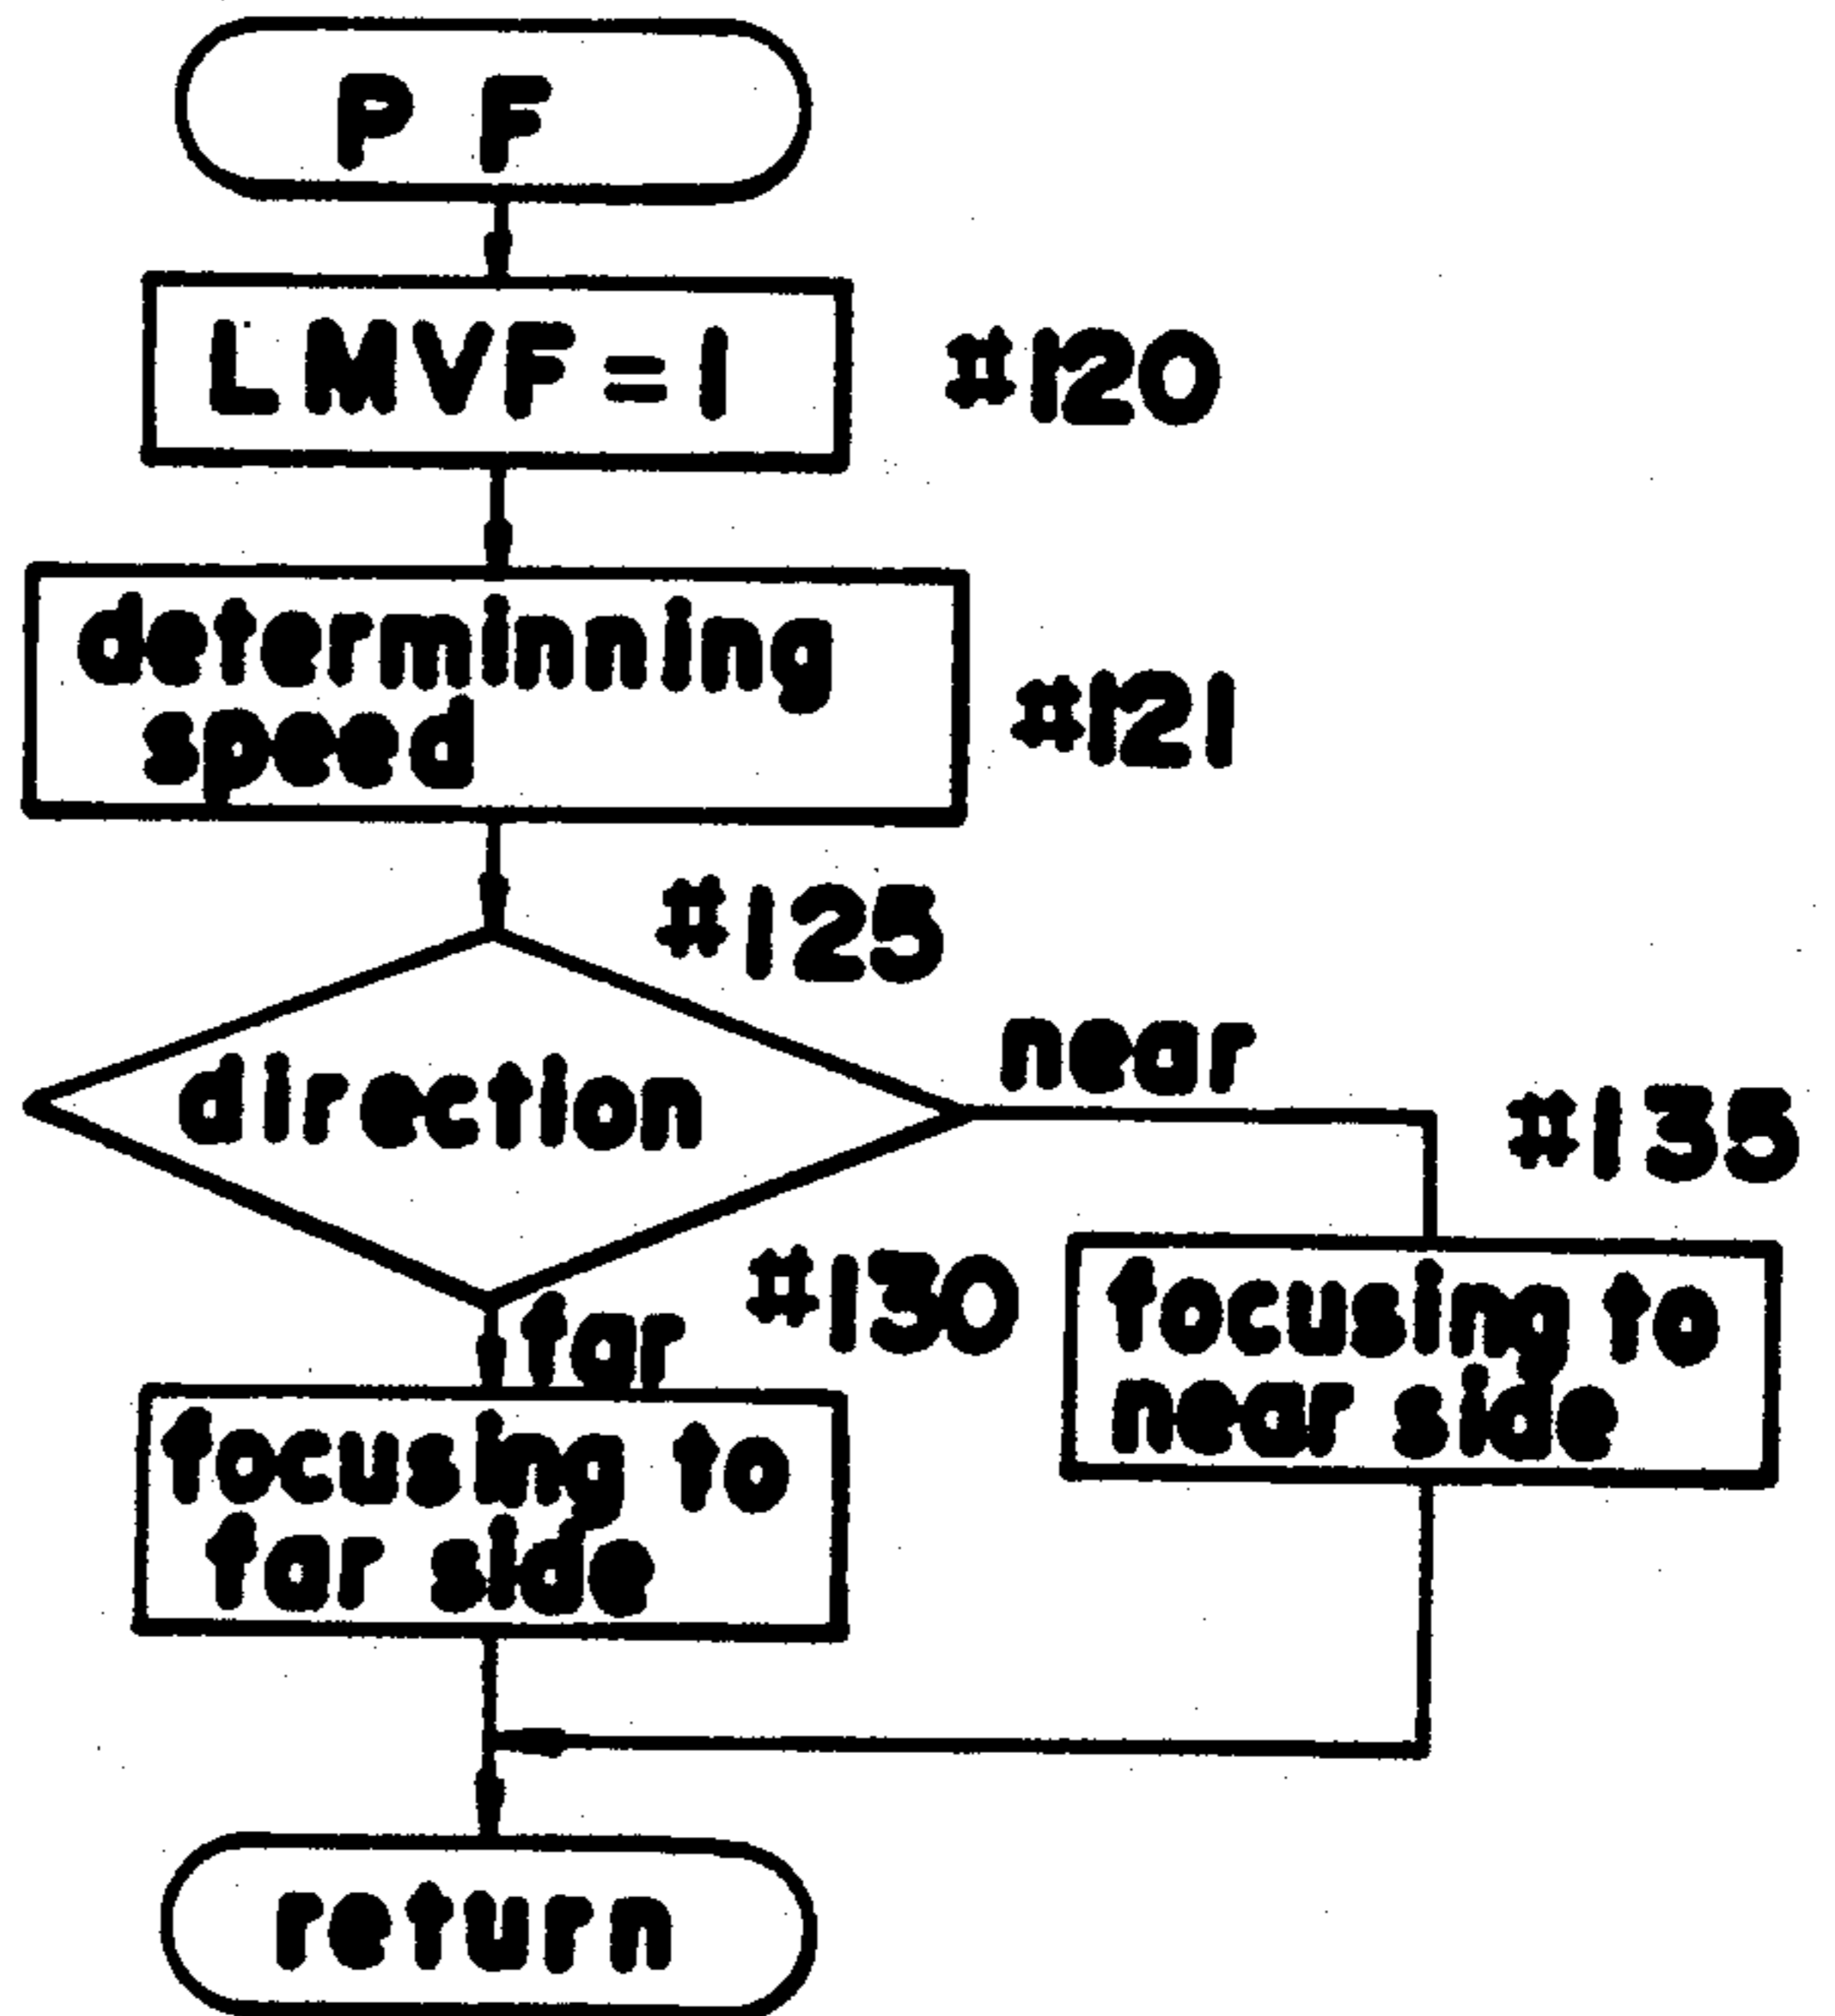 PF
LMVF=1
#120
determinning
speed
#121
#125
direction
near
#135
far
#130
focusing to
near side
focusing to
far side
return